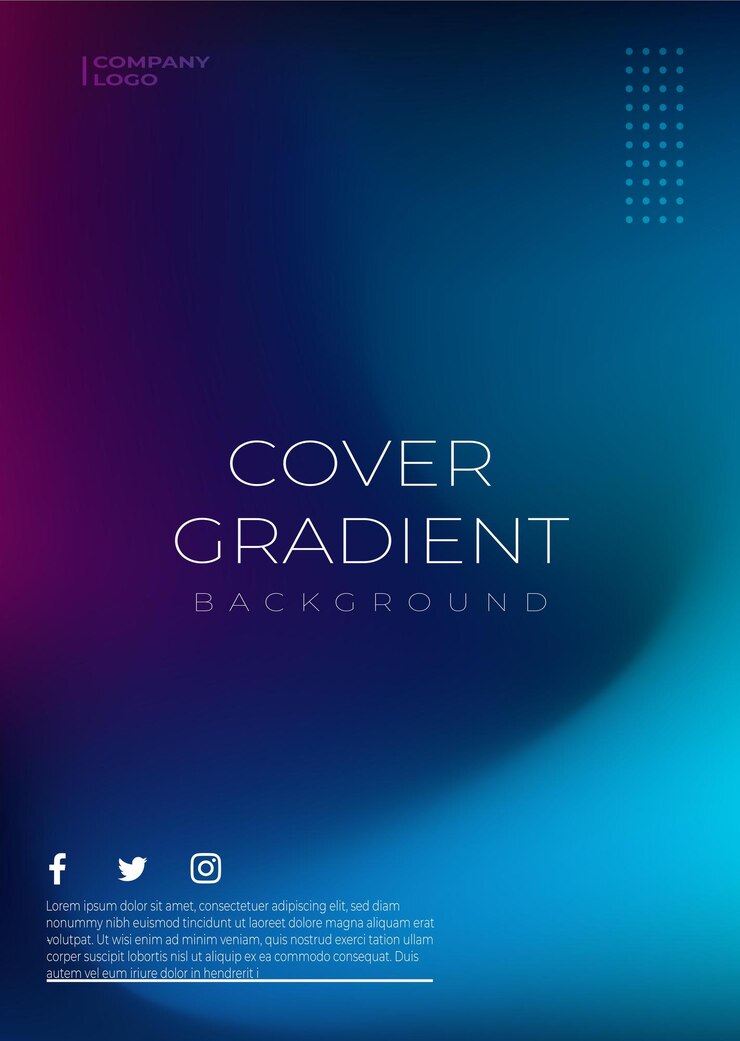 COMPANY
LOGO
COVER
GRADIENT
BACKGROUND
Lorem ipsum dolor sit amet, consectetuer adipiscing elit, sed diam
nonummy nibh euismod tincidunt ut laoreet dolore magna aliquam erat
volutpat. Ut wisi enim ad minim veniam, quis nostrud exerci tation ullam
corper suscipit lobortis nisl ut aliquip ex ea commodo consequat. Duis
autem vel eum iriure dolor in hendrerit i